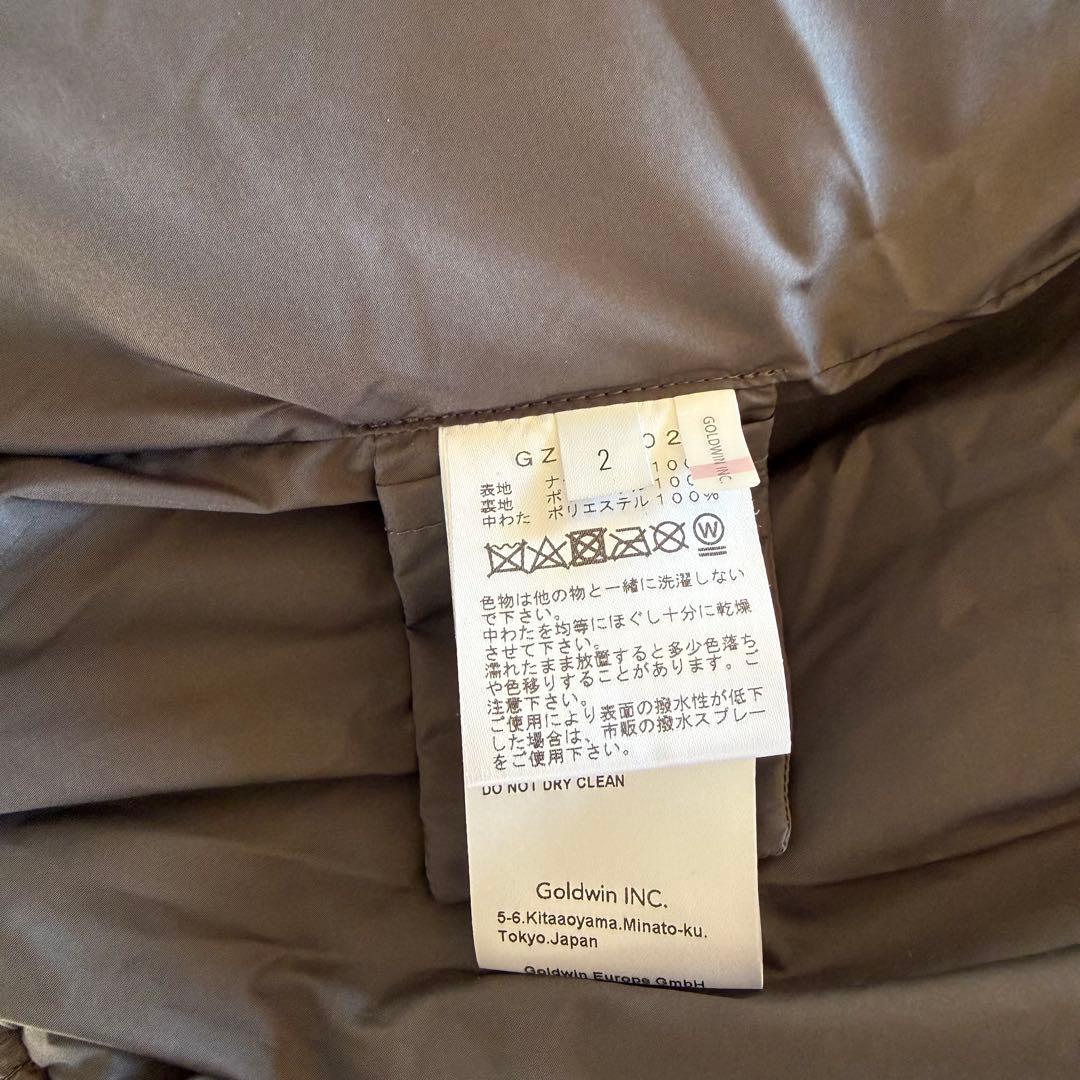 GZ 02
2
GOLDWIN INC.
表地 ナ 100
裏地 ポ ル100%
中わた ポリエステル100%
W
色物は他の物と一緒に洗濯しない
で下さい。
中わたを均等にほぐし十分に乾燥
させて下さい。
濡れたまま放置すると多少色落ち
や色移りすることがあります。ご
注意下さい。
ご使用により表面の撥水性が低下
した場合は、市販の撥水スプレー
をご使用下さい。
DO NOT DRY CLEAN
Goldwin INC.
5-6.Kitaaoyama.Minato-ku.
Tokyo.Japan
Goldwin Europe GmbH